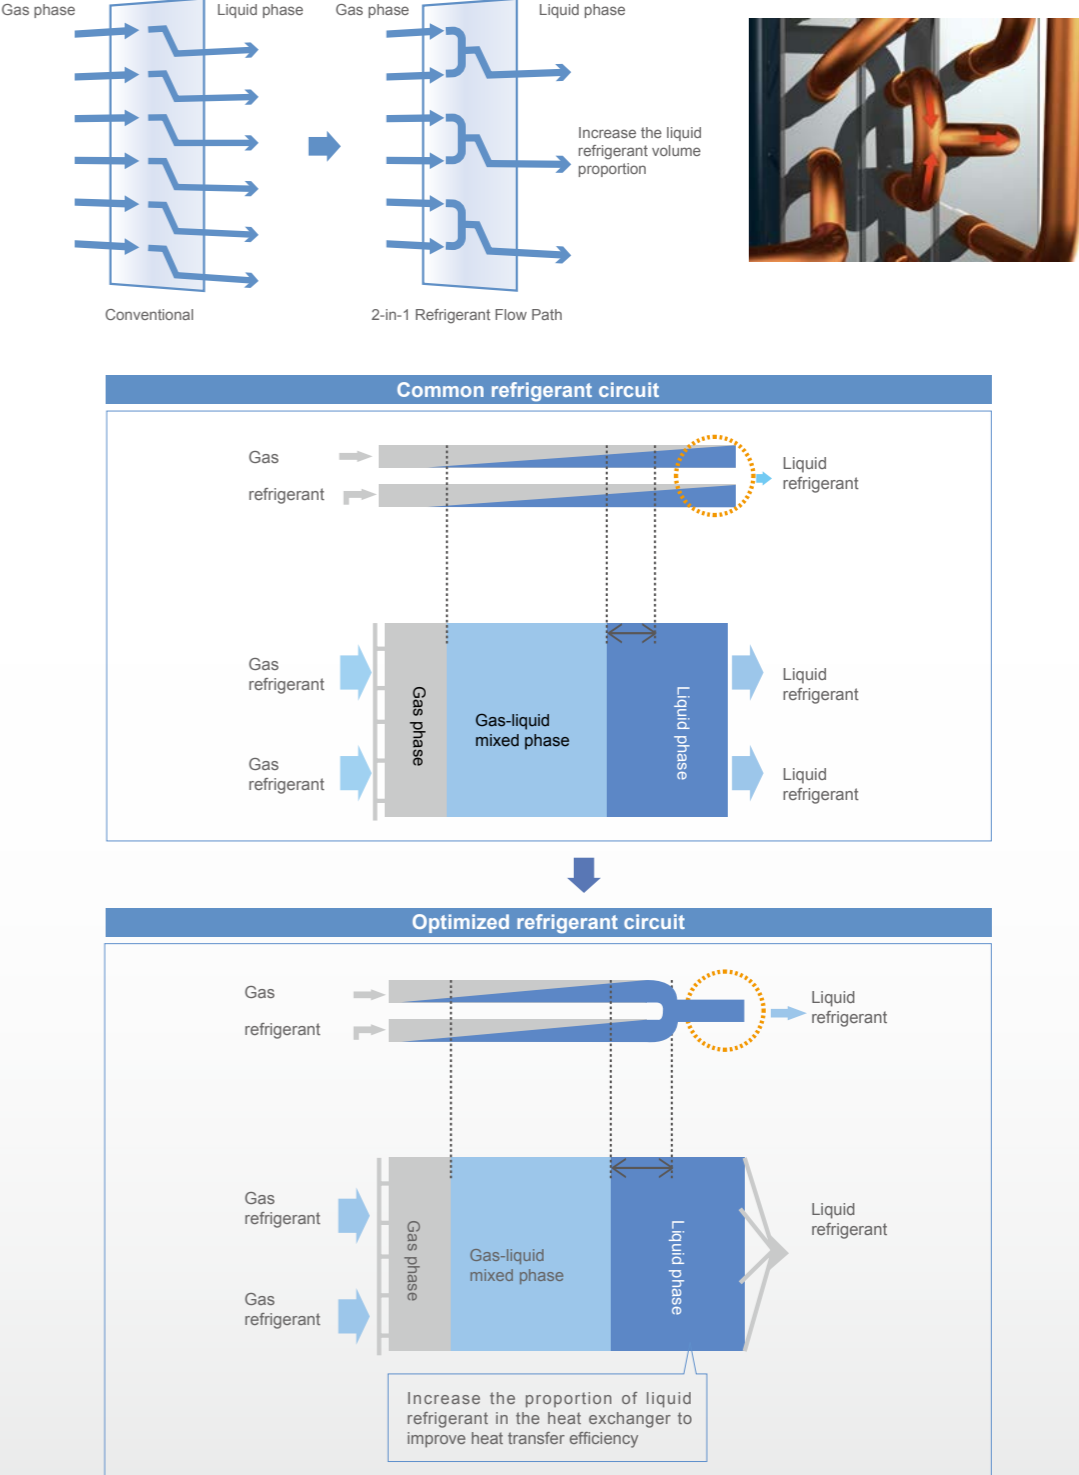 Gas phase
Liquid phase
Gas phase
Liquid phase
Increase the liquid
refrigerant volume
proportion
Conventional
2-in-1 Refrigerant Flow Path
Common refrigerant circuit
Gas
refrigerant
Liquid
refrigerant
Gas
refrigerant
Gas
refrigerant
Gas phase
Gas-liquid
mixed phase
Liquid phase
Liquid
refrigerant
Liquid
refrigerant
Optimized refrigerant circuit
Gas
refrigerant
Liquid
refrigerant
Gas
refrigerant
Gas
refrigerant
Gas phase
Gas-liquid
mixed phase
Liquid phase
Liquid
refrigerant
Increase the proportion of liquid
refrigerant in the heat exchanger to
improve heat transfer efficiency